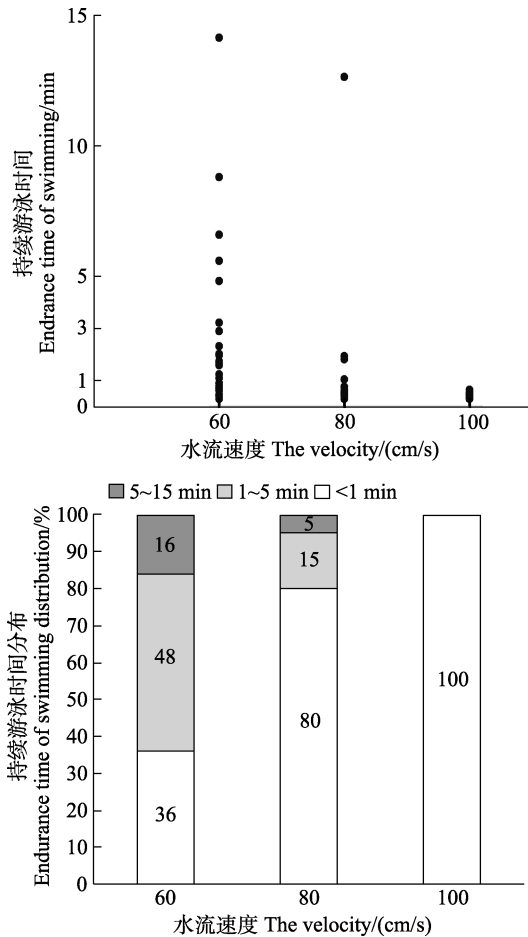 15
10
5
3
1
0
持续游泳时间
Endrance time of swimming/min
60 80 100
水流速度 The velocity/(cm/s)
5~15 min 1~5 min <1 min
100
90
80
70
60
50
40
30
20
10
0
持续游泳时间分布
Endurance time of swimming distribution/%
16
48
36
5
15
80
100
60 80 100
水流速度 The velocity/(cm/s)